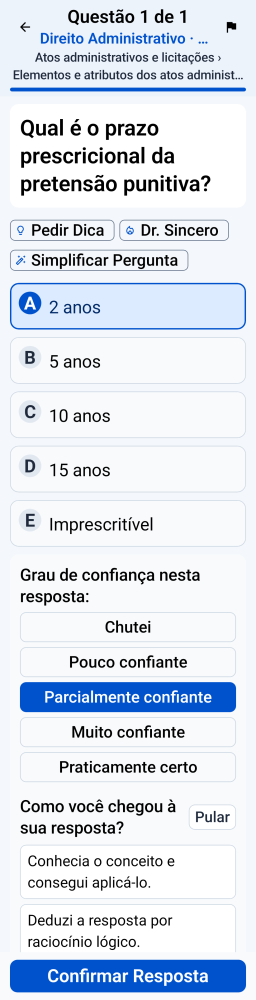 Questão 1 de 1
Direito Administrativo · ...
Atos administrativos e licitações ›
Elementos e atributos dos atos administ...
Qual é o prazo
prescricional da
pretensão punitiva?
Pedir Dica
Dr. Sincero
Simplificar Pergunta
A 2 anos
B 5 anos
C 10 anos
D 15 anos
E Imprescritível
Grau de confiança nesta
resposta:
Chutei
Pouco confiante
Parcialmente confiante
Muito confiante
Praticamente certo
Como você chegou à
sua resposta?
Pular
Conhecia o conceito e
consegui aplicá-lo.
Deduzi a resposta por
raciocínio lógico.
Confirmar Resposta